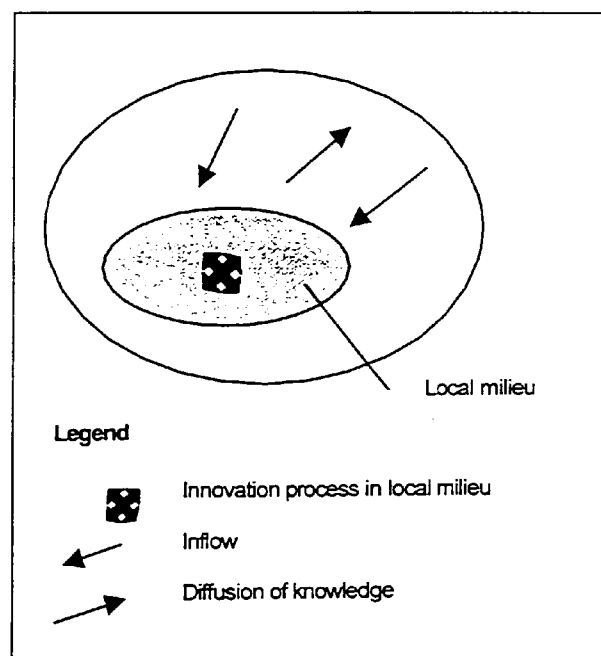 Local milieu
Legend
Innovation process in local milieu
Inflow
Diffusion of knowledge